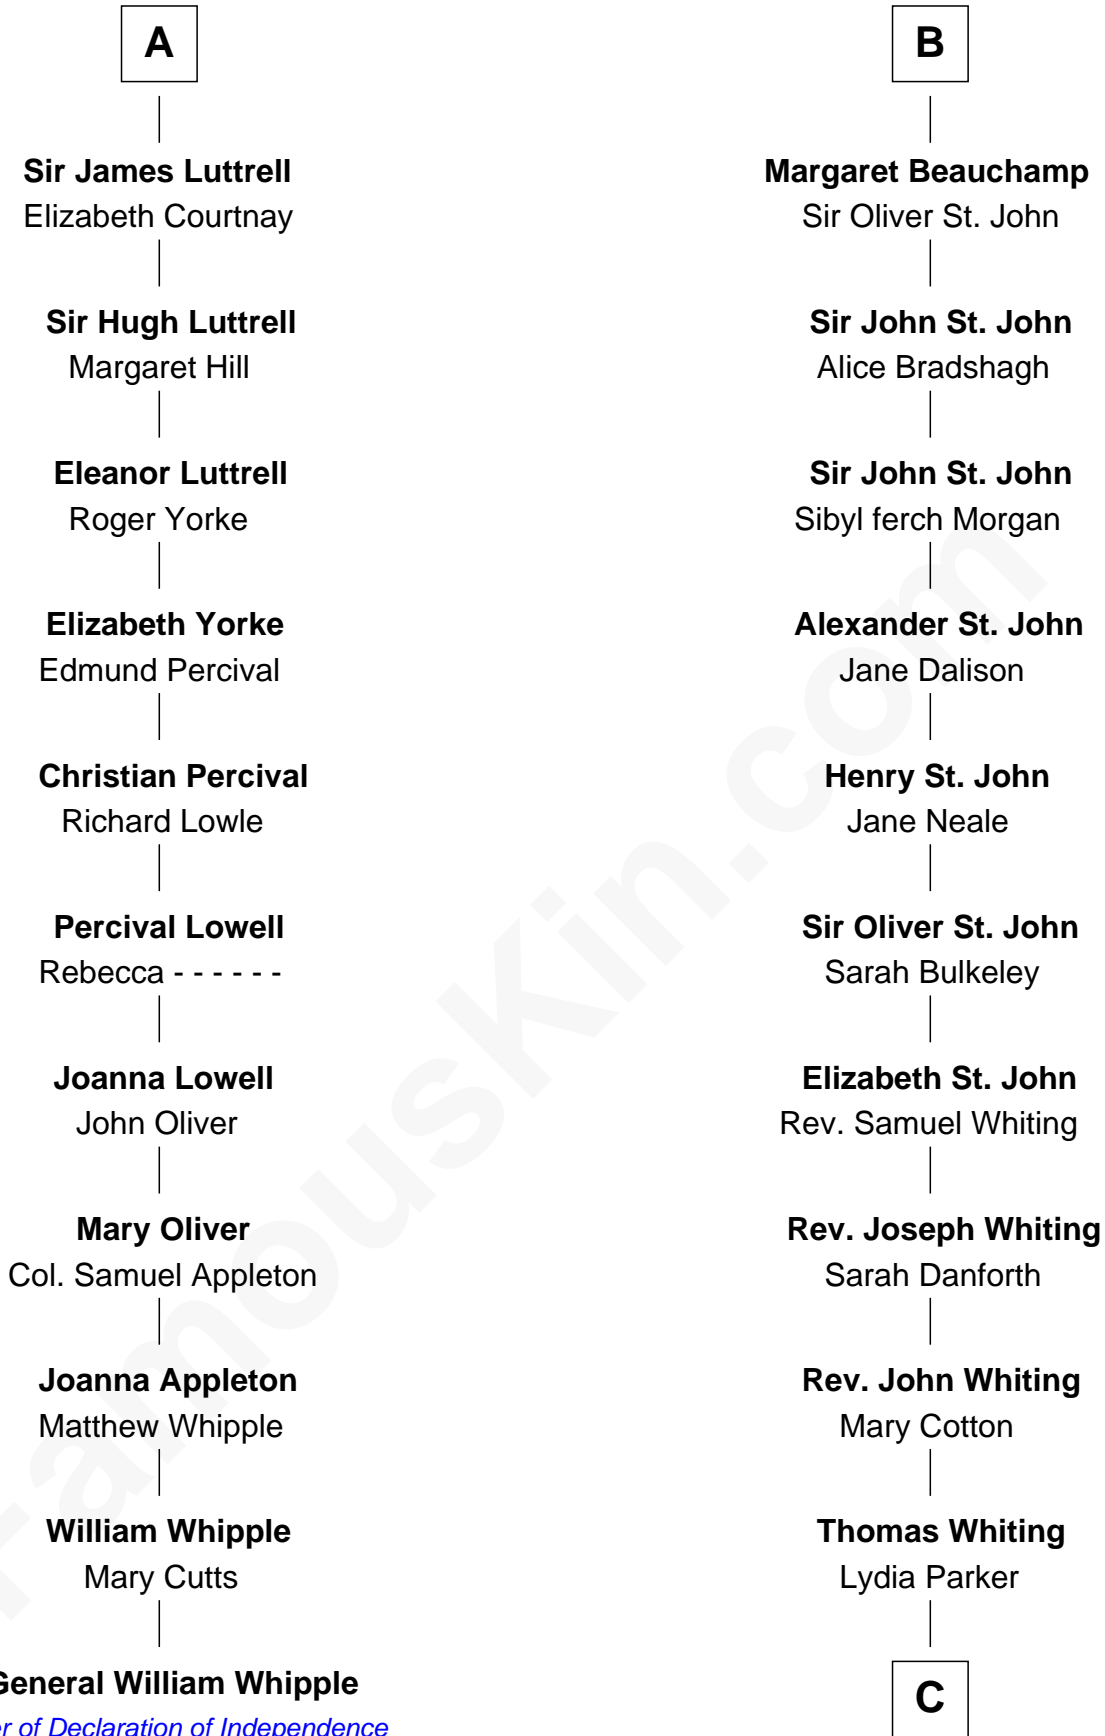 A
Sir James Luttrell
Elizabeth Courtnay
Sir Hugh Luttrell
Margaret Hill
Eleanor Luttrell
Roger Yorke
Elizabeth Yorke
Edmund Percival
Christian Percival
Richard Lowle
Percival Lowell
Rebecca - - - - - -
Joanna Lowell
John Oliver
Mary Oliver
Col. Samuel Appleton
Joanna Appleton
Matthew Whipple
William Whipple
Mary Cutts
General William Whipple
er of Declaration of Independence
B
Margaret Beauchamp
Sir Oliver St. John
Sir John St. John
Alice Bradshagh
Sir John St. John
Sibyl ferch Morgan
Alexander St. John
Jane Dalison
Henry St. John
Jane Neale
Sir Oliver St. John
Sarah Bulkeley
Elizabeth St. John
Rev. Samuel Whiting
Rev. Joseph Whiting
Sarah Danforth
Rev. John Whiting
Mary Cotton
Thomas Whiting
Lydia Parker
C
FamousKin.com